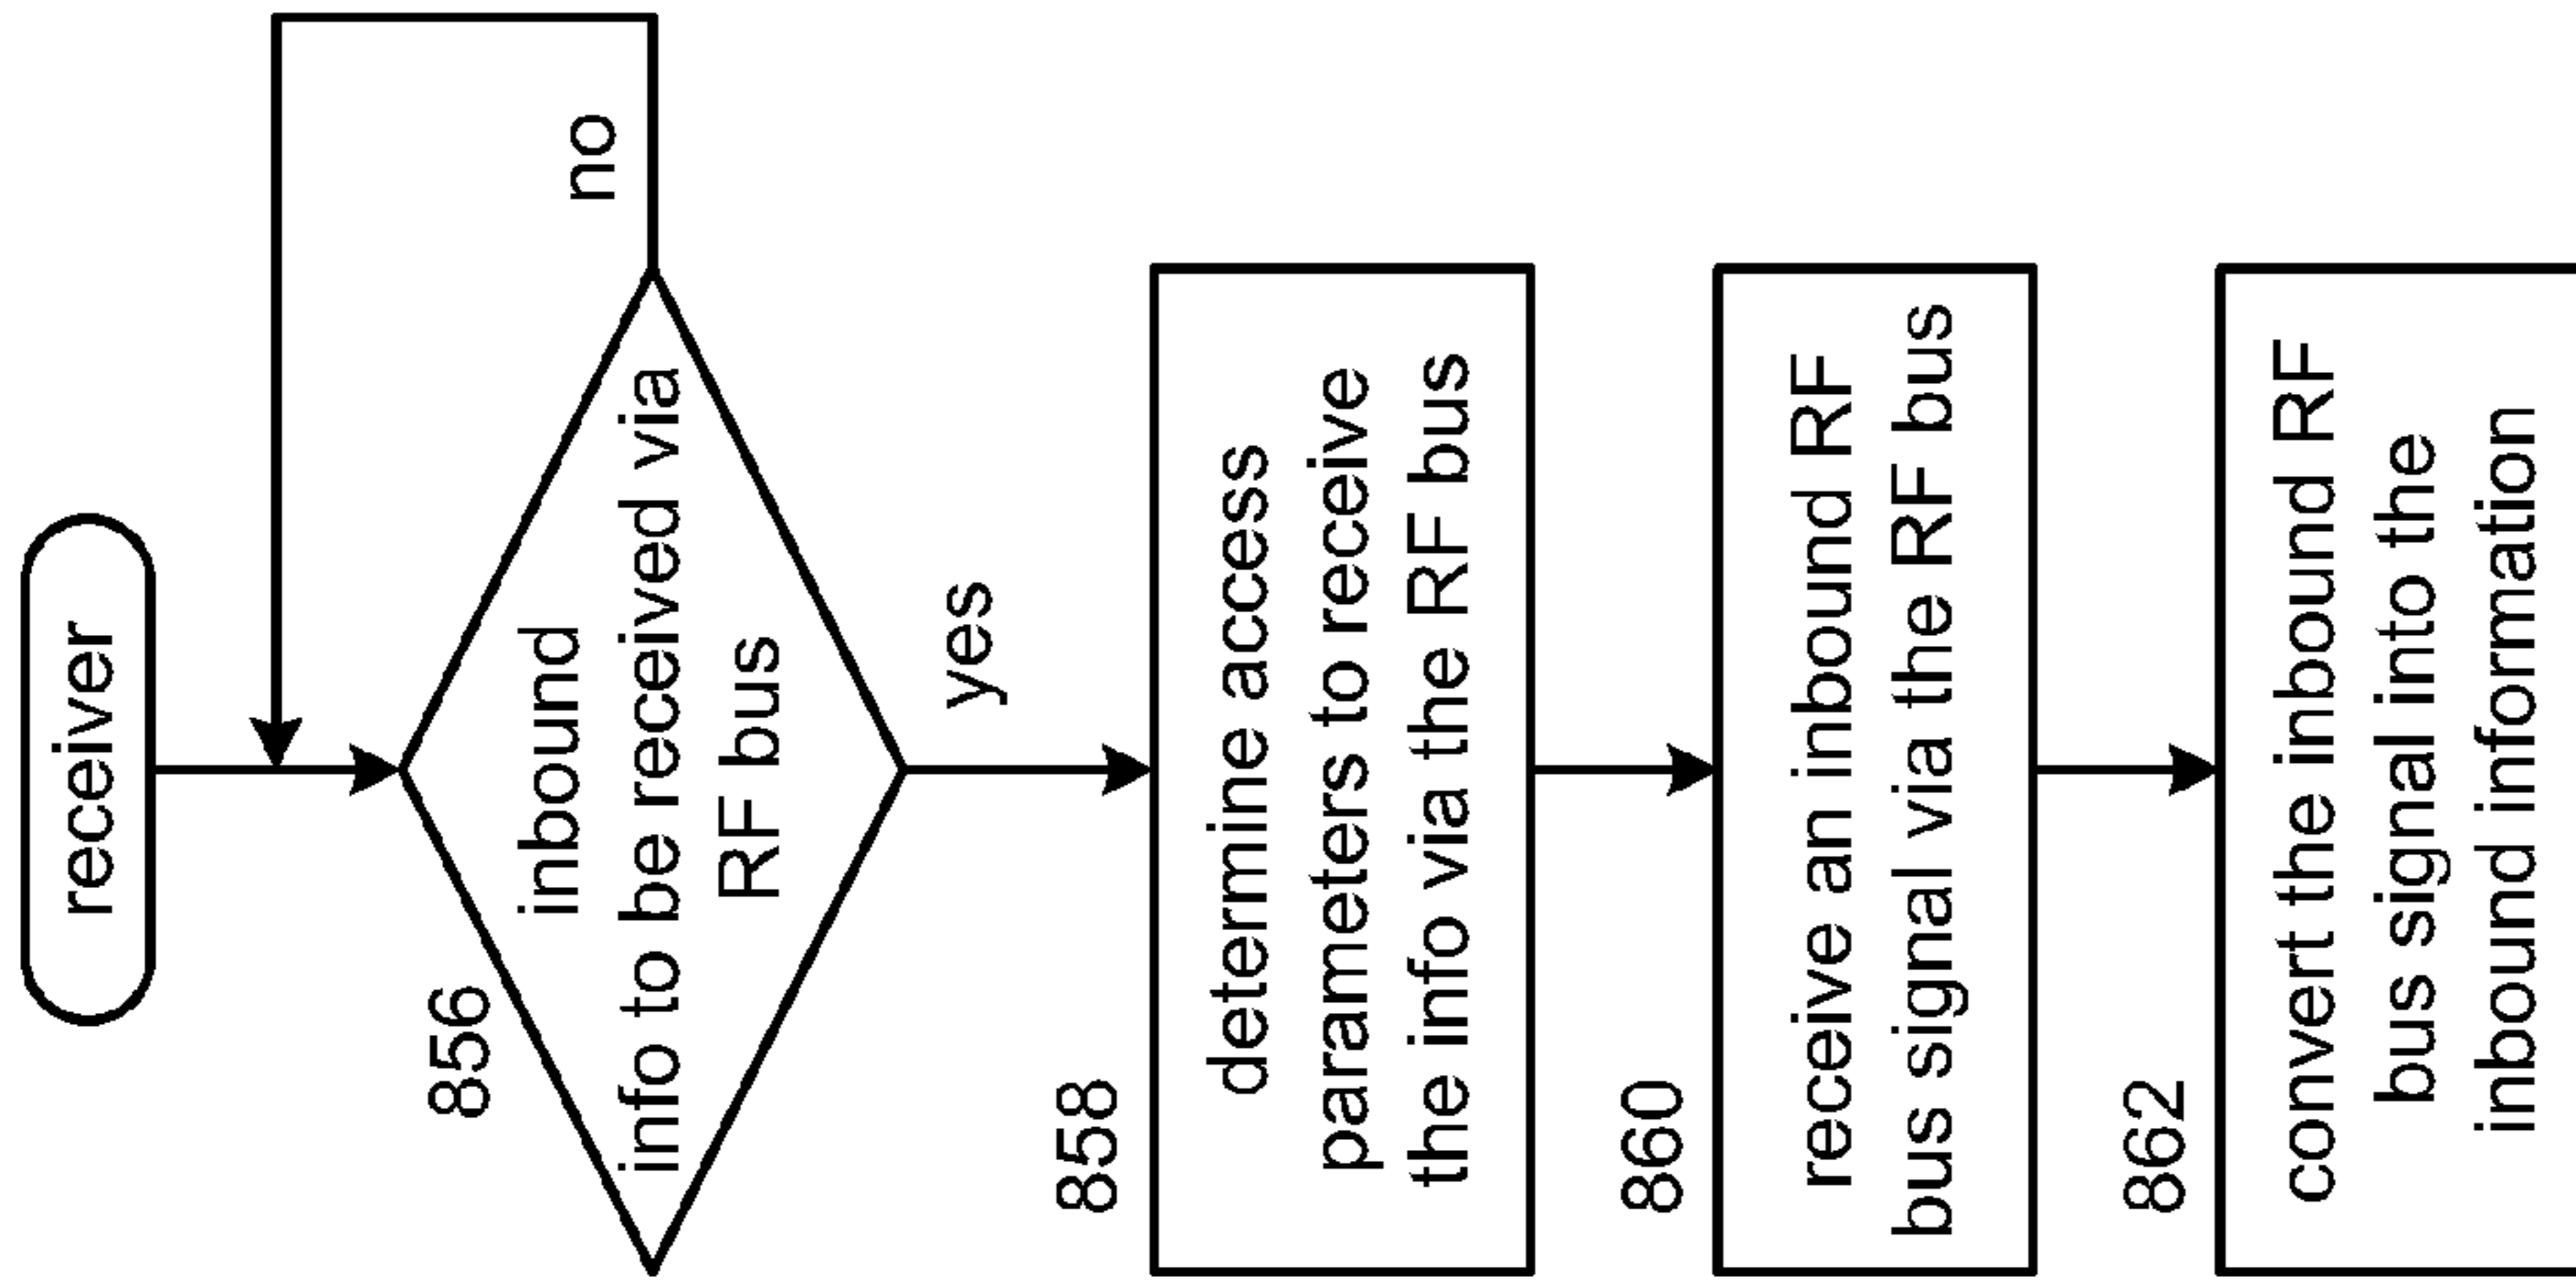 receiver
856
inbound
info to be received via
RF bus
no
yes
858
determine access
parameters to receive
the info via the RF bus
860
receive an inbound RF
bus signal via the RF bus
862
convert the inbound RF
bus signal into the
inbound information